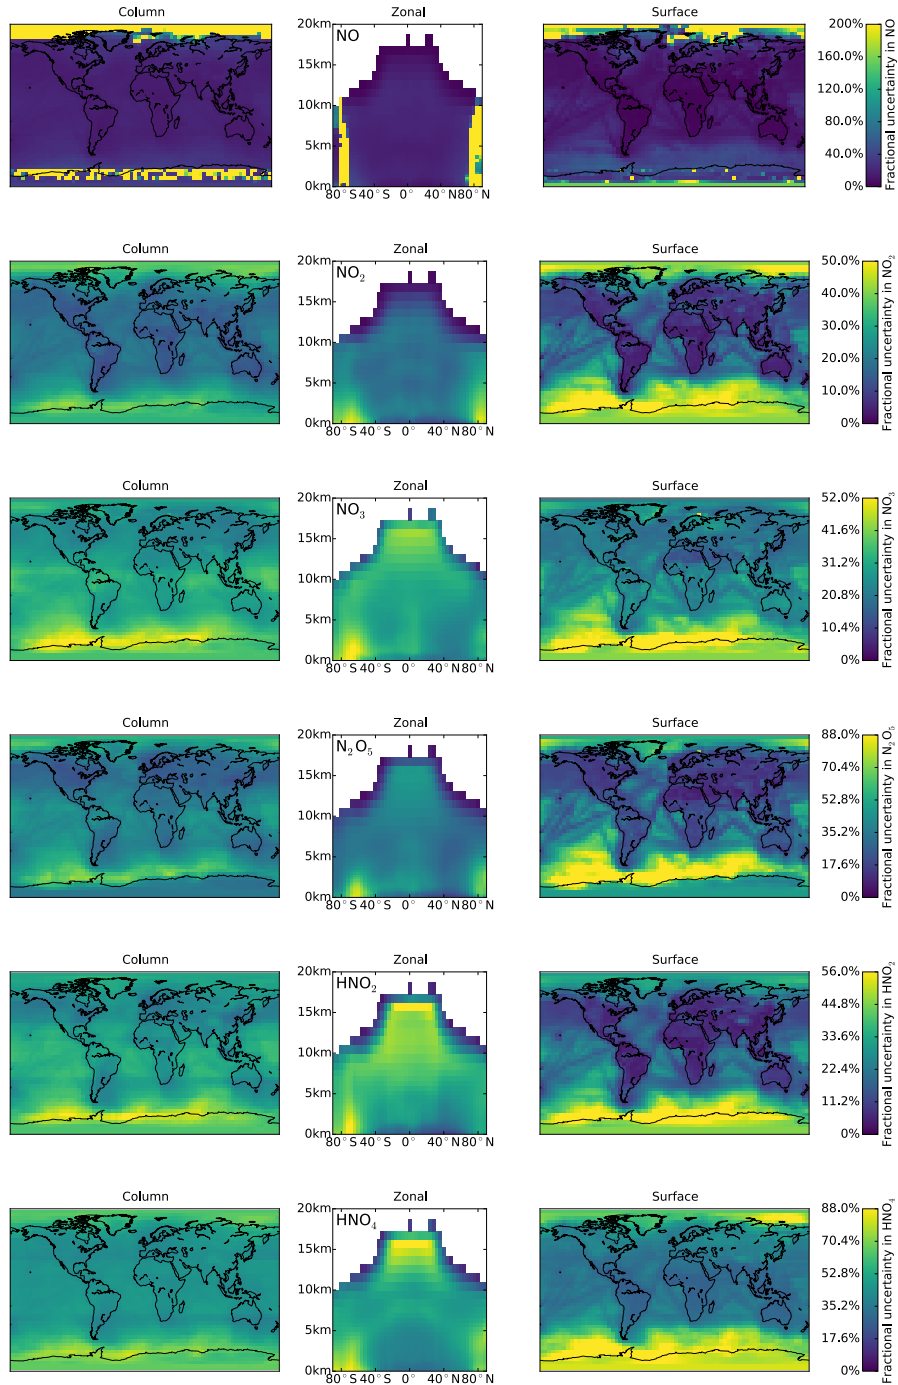 Column Zonal Surface
NO
20km
15km
10km
5km
0km
80°S 40°S 0° 40°N 80°N
200%
160.0%
120.0%
80.0%
40.0%
0%
Fractional uncertainty in NO
Column Zonal Surface
NO₂
20km
15km
10km
5km
0km
80°S 40°S 0° 40°N 80°N
50.0%
40.0%
30.0%
20.0%
10.0%
0%
Fractional uncertainty in NO₂
Column Zonal Surface
NO₃
20km
15km
10km
5km
0km
80°S 40°S 0° 40°N 80°N
52.0%
41.6%
31.2%
20.8%
10.4%
0%
Fractional uncertainty in NO₃
Column Zonal Surface
N₂O₅
20km
15km
10km
5km
0km
80°S 40°S 0° 40°N 80°N
88.0%
70.4%
52.8%
35.2%
17.6%
0%
Fractional uncertainty in N₂O₅
Column Zonal Surface
HNO₂
20km
15km
10km
5km
0km
80°S 40°S 0° 40°N 80°N
56.0%
44.8%
33.6%
22.4%
11.2%
0%
Fractional uncertainty in HNO₂
Column Zonal Surface
HNO₄
20km
15km
10km
5km
0km
80°S 40°S 0° 40°N 80°N
88.0%
70.4%
52.8%
35.2%
17.6%
0%
Fractional uncertainty in HNO₄